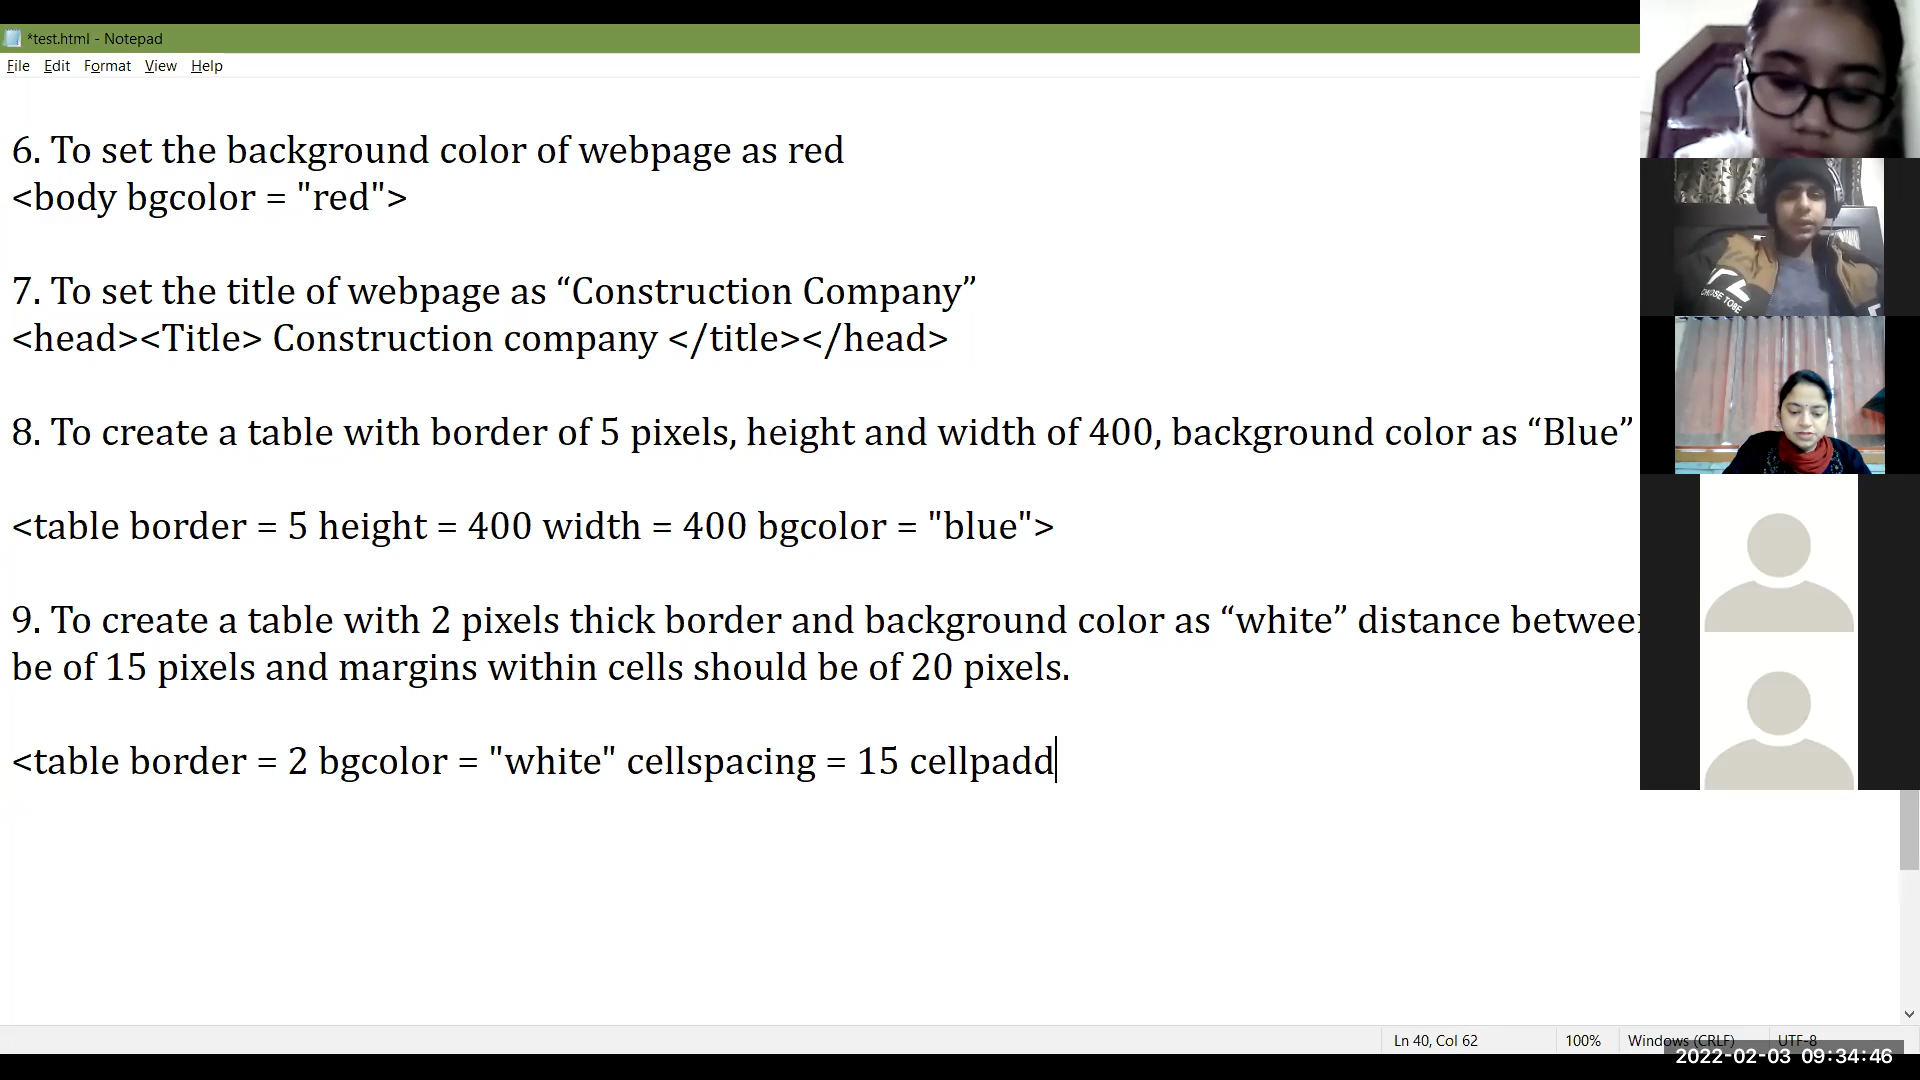 *test.html - Notepad
File Edit Format View Help
6. To set the background color of webpage as red
<body bgcolor = "red">
7. To set the title of webpage as “Construction Company”
<head><Title> Construction company </title></head>
8. To create a table with border of 5 pixels, height and width of 400, background color as “Blue”
<table border = 5 height = 400 width = 400 bgcolor = "blue">
9. To create a table with 2 pixels thick border and background color as “white” distance between
be of 15 pixels and margins within cells should be of 20 pixels.
<table border = 2 bgcolor = "white" cellspacing = 15 cellpadd
Ln 40, Col 62 100% Windows (CRLF) UTF-8
2022-02-03 09:34:46